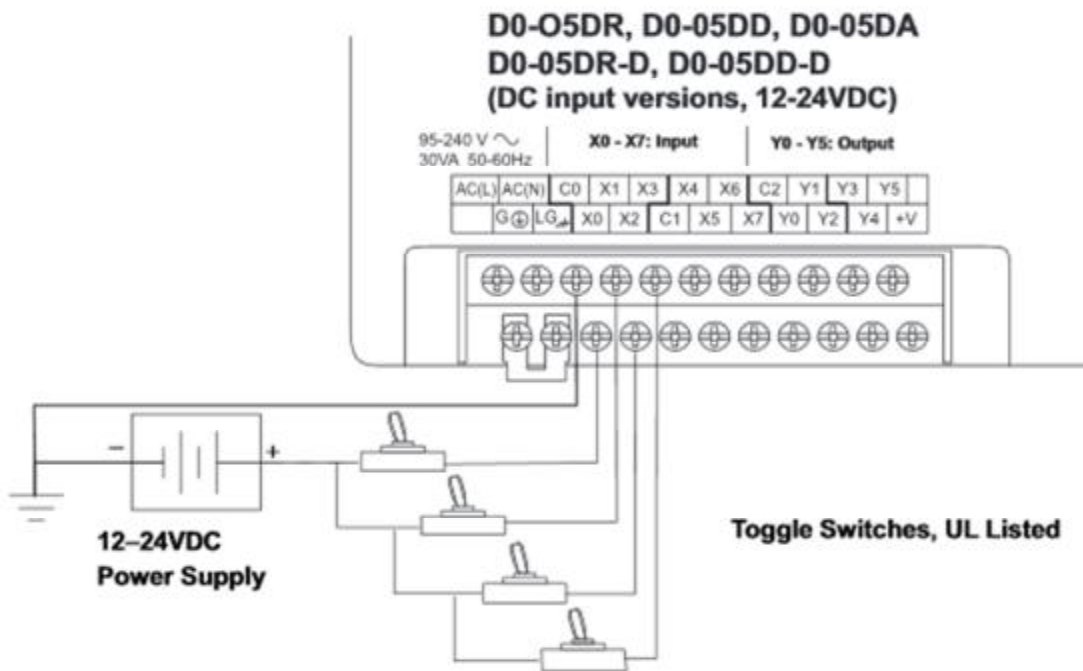 D0-O5DR, D0-05DD, D0-05DA
D0-05DR-D, D0-05DD-D
(DC input versions, 12-24VDC)
95-240 V ∿ X0 - X7: Input Y0 - Y5: Output
30VA 50-60Hz
AC(L) AC(N) C0 X1 X3 X4 X6 C2 Y1 Y3 Y5
G LG X0 X2 C1 X5 X7 Y0 Y2 Y4 +V
− +
12–24VDC
Power Supply
Toggle Switches, UL Listed